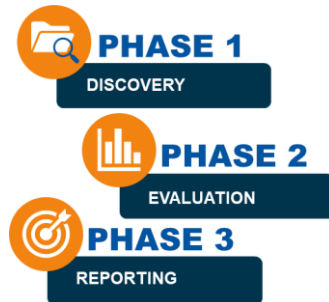 PHASE 1
DISCOVERY
PHASE 2
EVALUATION
PHASE 3
REPORTING